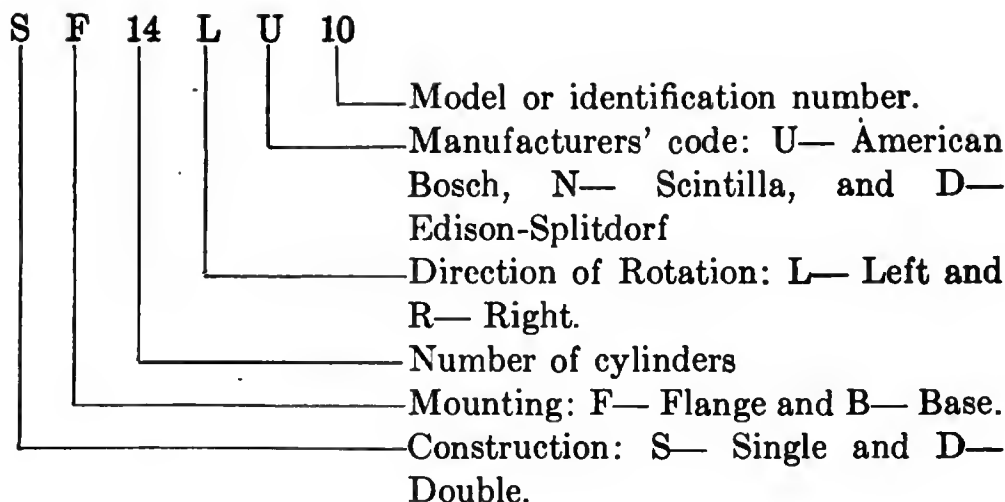 S F 14 L U 10
Model or identification number.
Manufacturers' code: U— American
Bosch, N— Scintilla, and D—
Edison-Splitdorf
Direction of Rotation: L— Left and
R— Right.
Number of cylinders
Mounting: F— Flange and B— Base.
Construction: S— Single and D—
Double.